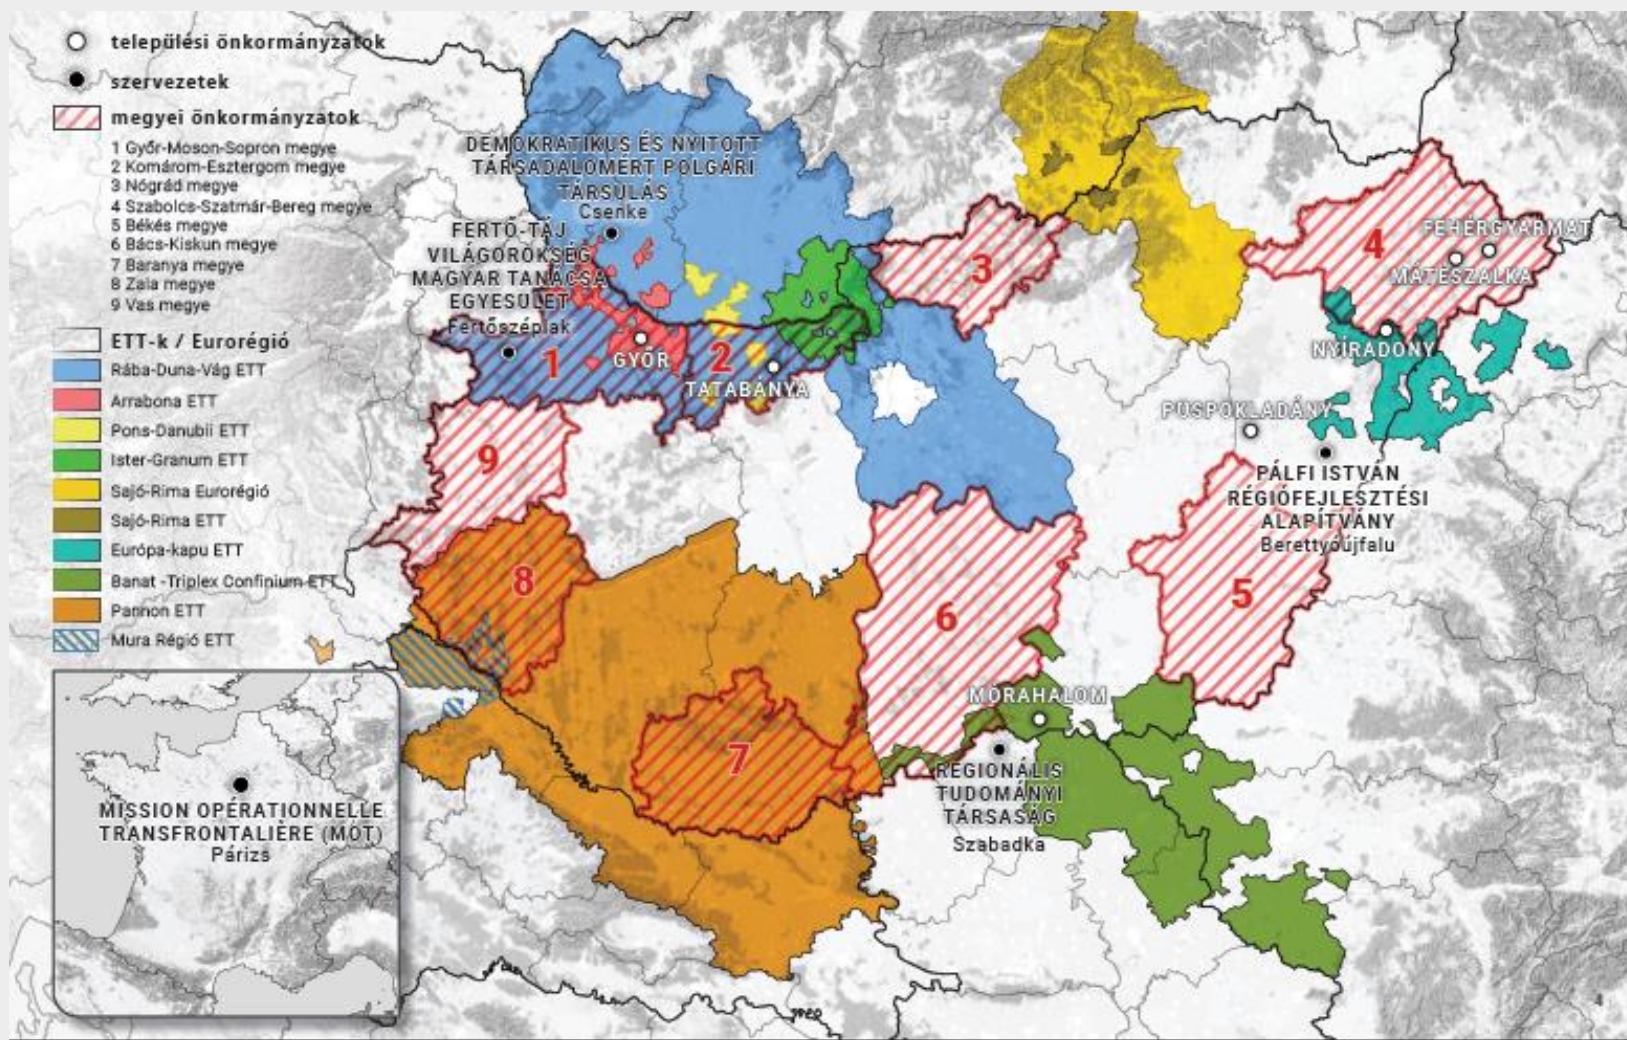 települési önkormányzatok
szervezetek
megyei önkormányzatok
1 Győr-Moson-Sopron megye
2 Komárom-Esztergom megye
3 Nógrád megye
4 Szabolcs-Szatmár-Bereg megye
5 Békés megye
6 Bács-Kiskun megye
7 Baranya megye
8 Zala megye
9 Vas megye
ETT-k / Eurorégió
Rába-Duna-Vág ETT
Arrabona ETT
Pons-Danubii ETT
Ister-Granum ETT
Sajó-Rima Eurorégió
Sajó-Rima ETT
Európa-kapu ETT
Banat -Triplex Confinium ETT
Pannon ETT
Mura Régió ETT
DEMOKRATIKUS ÉS NYITOTT
TÁRSADALOMÉRT POLGÁRI
TÁRSULÁS
Csenke
FERTŐ-TÁJ
VILÁGÖRÖKSÉG
MAGYAR TANÁCSA
EGYESÜLET
Fertőszéplak
1
GYŐR
2
TATABÁNYA
3
4
FEHÉRGYARMAT
MÁTÉSZALKA
NYÍRADONY
PÜSPÖKLADÁNY
PÁLFI ISTVÁN
RÉGIÓFEJLESZTÉSI
ALAPÍTVÁNY
Berettyóújfalu
9
8
5
6
7
MÓRAHALOM
REGIONÁLIS
TUDOMÁNYI
TÁRSASÁG
Szabadka
MISSION OPÉRATIONNELLE
TRANSFRONTALIÈRE (MOT)
Párizs
4